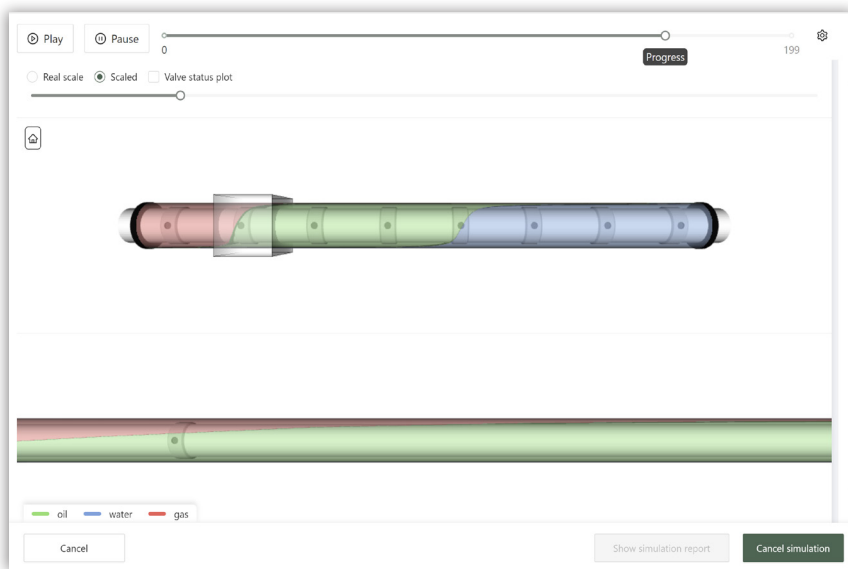 Play
Pause
0
199
Progress
Real scale
Scaled
Valve status plot
oil
water
gas
Cancel
Show simulation report
Cancel simulation